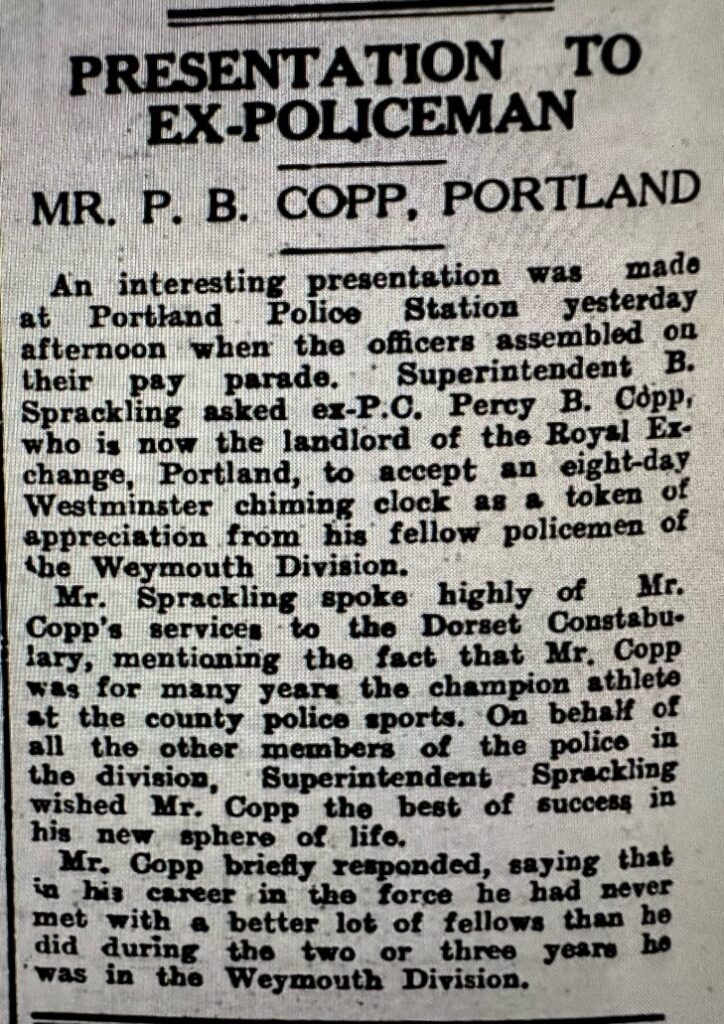 PRESENTATION TO
EX-POLICEMAN
MR. P. B. COPP, PORTLAND
An interesting presentation was made
at Portland Police Station yesterday
afternoon when the officers assembled on
their pay parade. Superintendent B.
Sprackling asked ex-P.C. Percy B. Copp,
who is now the landlord of the Royal Ex-
change, Portland, to accept an eight-day
Westminster chiming clock as a token of
appreciation from his fellow policemen of
the Weymouth Division.
Mr. Sprackling spoke highly of Mr.
Copp's services to the Dorset Constabu-
lary, mentioning the fact that Mr. Copp
was for many years the champion athlete
at the county police sports. On behalf of
all the other members of the police in
the division, Superintendent Sprackling
wished Mr. Copp the best of success in
his new sphere of life.
Mr. Copp briefly responded, saying that
in his career in the force he had never
met with a better lot of fellows than he
did during the two or three years he
was in the Weymouth Division.